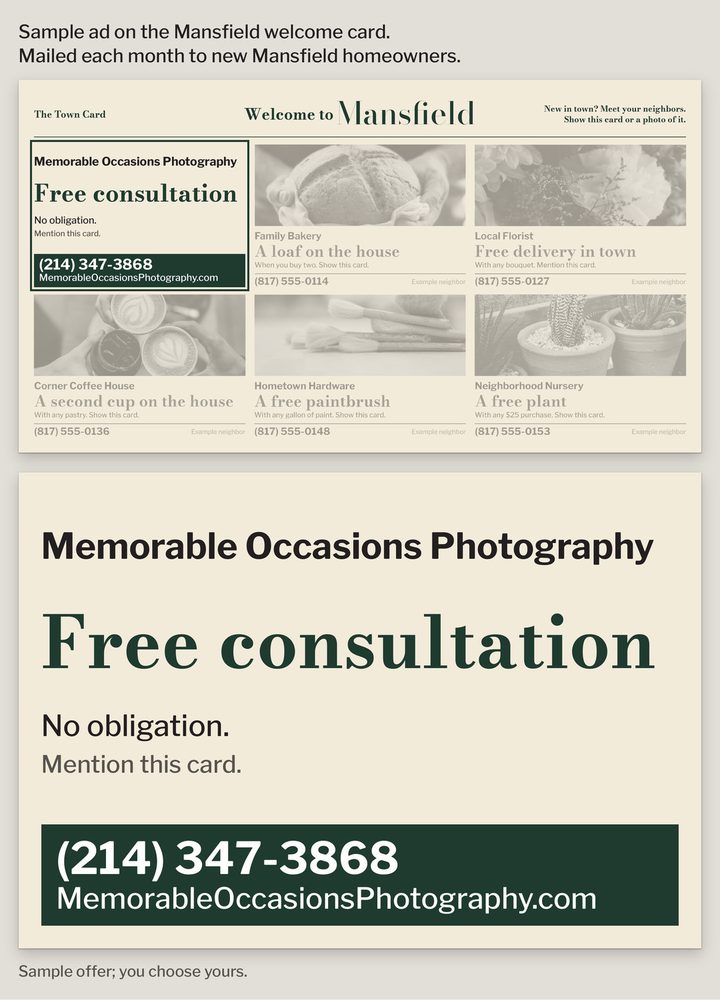 Sample ad on the Mansfield welcome card.
Mailed each month to new Mansfield homeowners.
The Town Card
Welcome to Mansfield
New in town? Meet your neighbors.
Show this card or a photo of it.
Memorable Occasions Photography
Free consultation
No obligation.
Mention this card.
(214) 347-3868
MemorableOccasionsPhotography.com
Family Bakery
A loaf on the house
When you buy two. Show this card.
(817) 555-0114
Example neighbor
Local Florist
Free delivery in town
With any bouquet. Mention this card.
(817) 555-0127
Example neighbor
Corner Coffee House
A second cup on the house
With any pastry. Show this card.
(817) 555-0136
Example neighbor
Hometown Hardware
A free paintbrush
With any gallon of paint. Show this card.
(817) 555-0148
Example neighbor
Neighborhood Nursery
A free plant
With any $25 purchase. Show this card.
(817) 555-0153
Example neighbor
Memorable Occasions Photography
Free consultation
No obligation.
Mention this card.
(214) 347-3868
MemorableOccasionsPhotography.com
Sample offer; you choose yours.